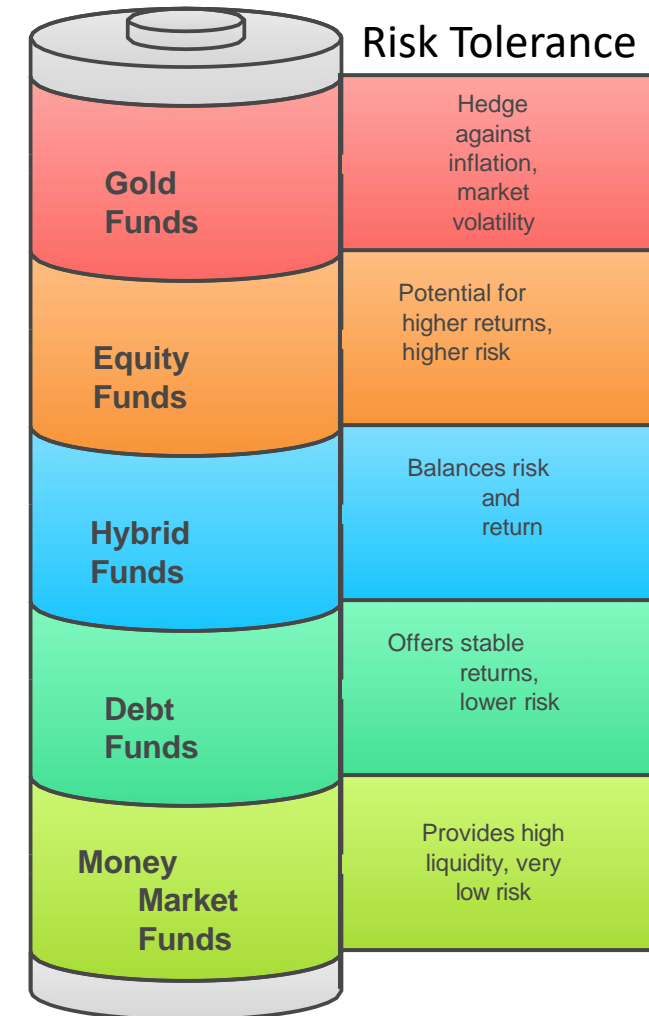 Risk Tolerance
Gold
Funds
Hedge
against
inflation,
market
volatility
Equity
Funds
Potential for
higher returns,
higher risk
Hybrid
Funds
Balances risk
and
return
Debt
Funds
Offers stable
returns,
lower risk
Money
Market
Funds
Provides high
liquidity, very
low risk